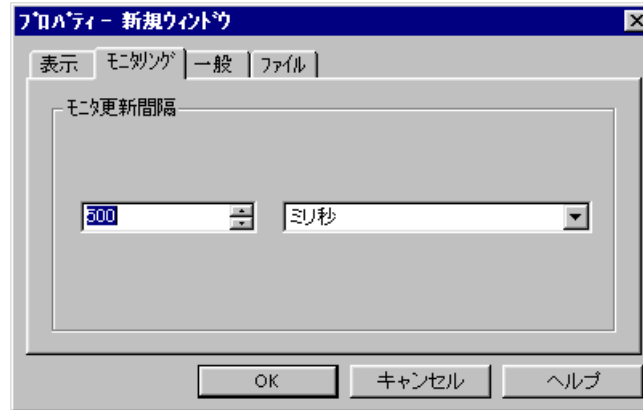 プロパティ - 新規ウィンドウ
表示 モニタリング 一般 ファイル
モニタ更新間隔
500 ミリ秒
OK キャンセル ヘルプ